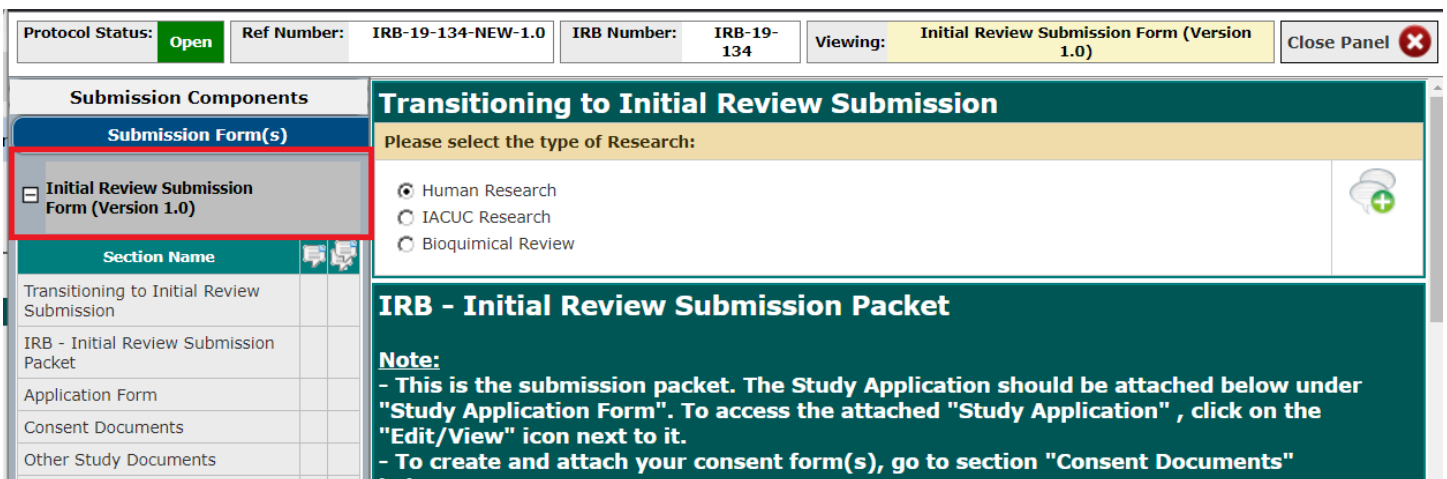 Protocol Status:
Open
Ref Number:
IRB-19-134-NEW-1.0
IRB Number:
IRB-19-
134
Viewing:
Initial Review Submission Form (Version
1.0)
Close Panel
Submission Components
Submission Form(s)
Initial Review Submission
Form (Version 1.0)
Section Name
Transitioning to Initial Review
Submission
IRB - Initial Review Submission
Packet
Application Form
Consent Documents
Other Study Documents
Transitioning to Initial Review Submission
Please select the type of Research:
Human Research
IACUC Research
Bioquimical Review
IRB - Initial Review Submission Packet
Note:
- This is the submission packet. The Study Application should be attached below under
"Study Application Form". To access the attached "Study Application" , click on the
"Edit/View" icon next to it.
- To create and attach your consent form(s), go to section "Consent Documents"